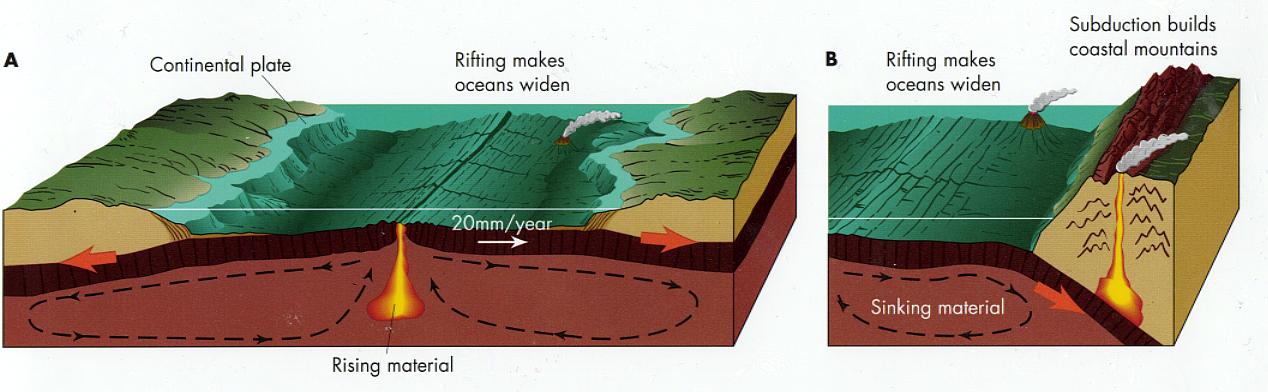 A
Continental plate
Rifting makes
oceans widen
20mm/year
Rising material
B
Rifting makes
oceans widen
Subduction builds
coastal mountains
Sinking material